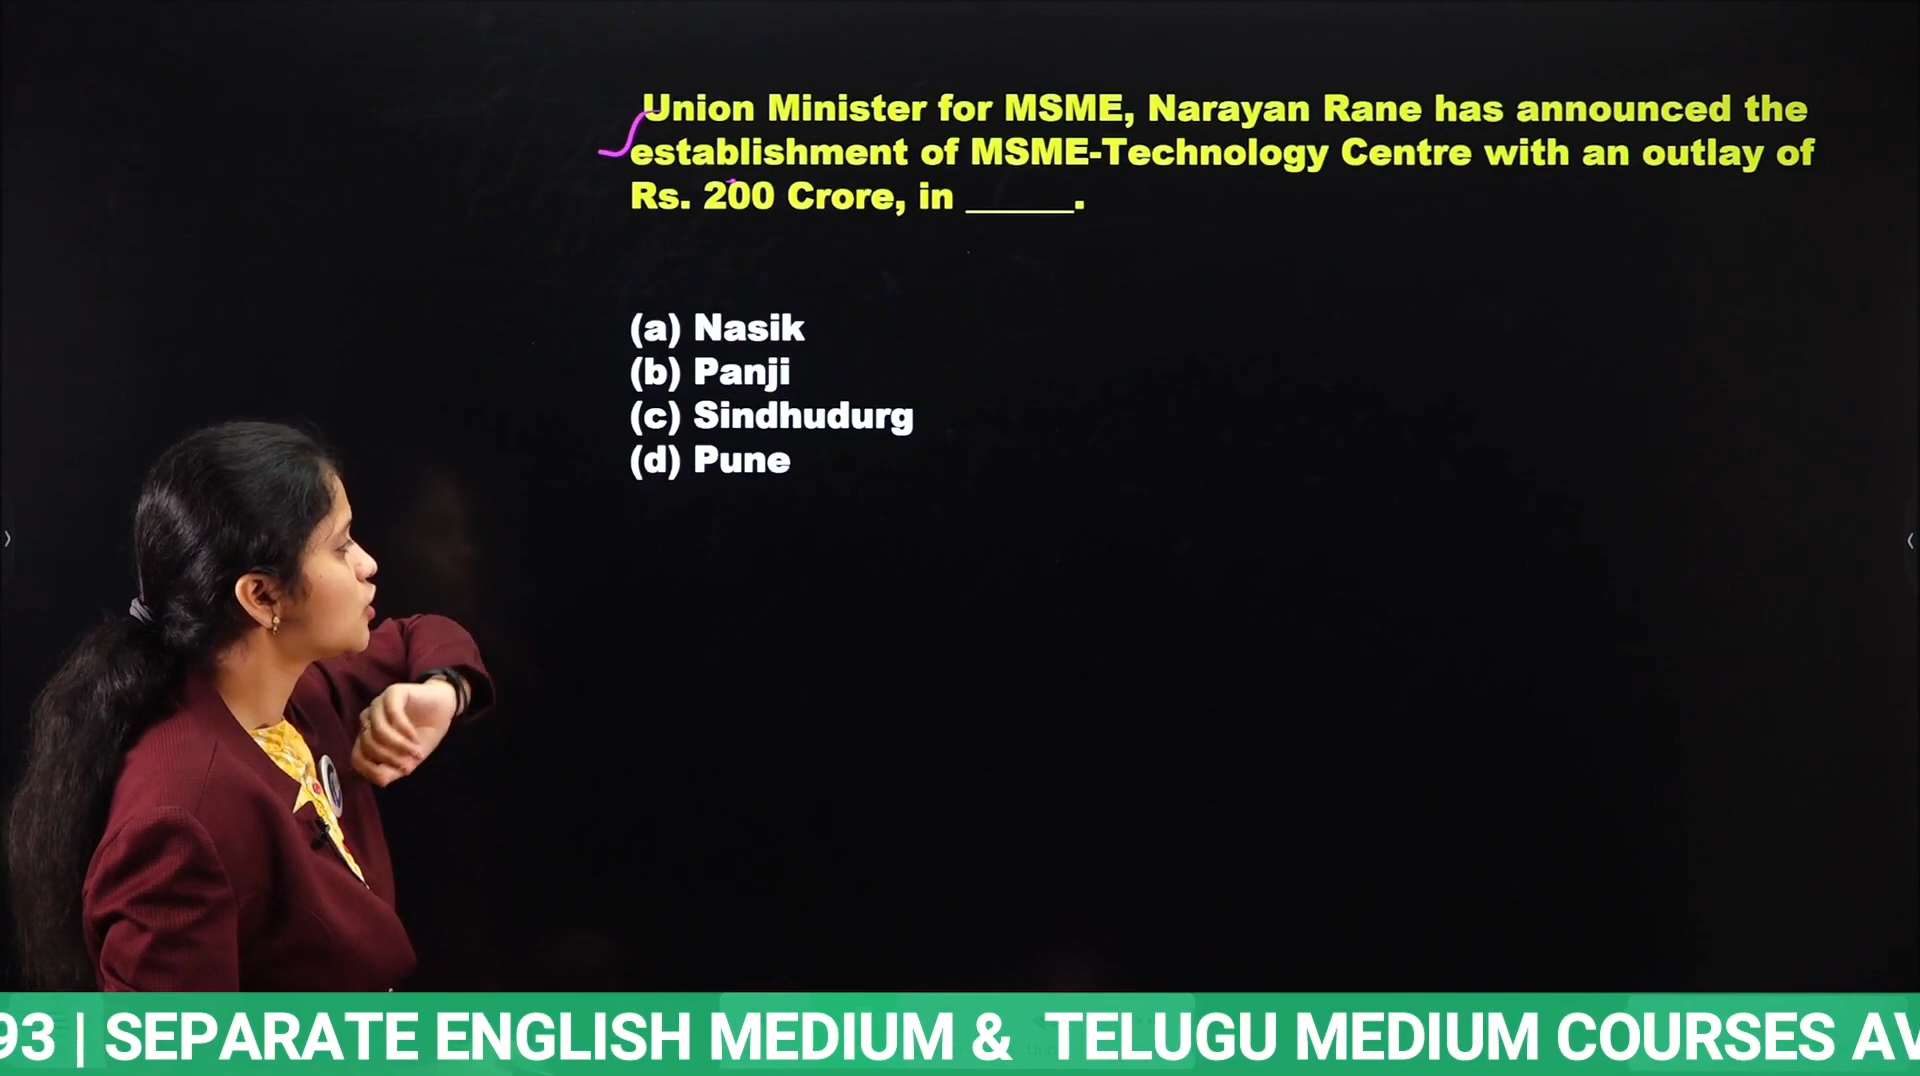 Union Minister for MSME, Narayan Rane has announced the
establishment of MSME-Technology Centre with an outlay of
Rs. 200 Crore, in ______.
(a) Nasik
(b) Panji
(c) Sindhudurg
(d) Pune
93 | SEPARATE ENGLISH MEDIUM & TELUGU MEDIUM COURSES AV